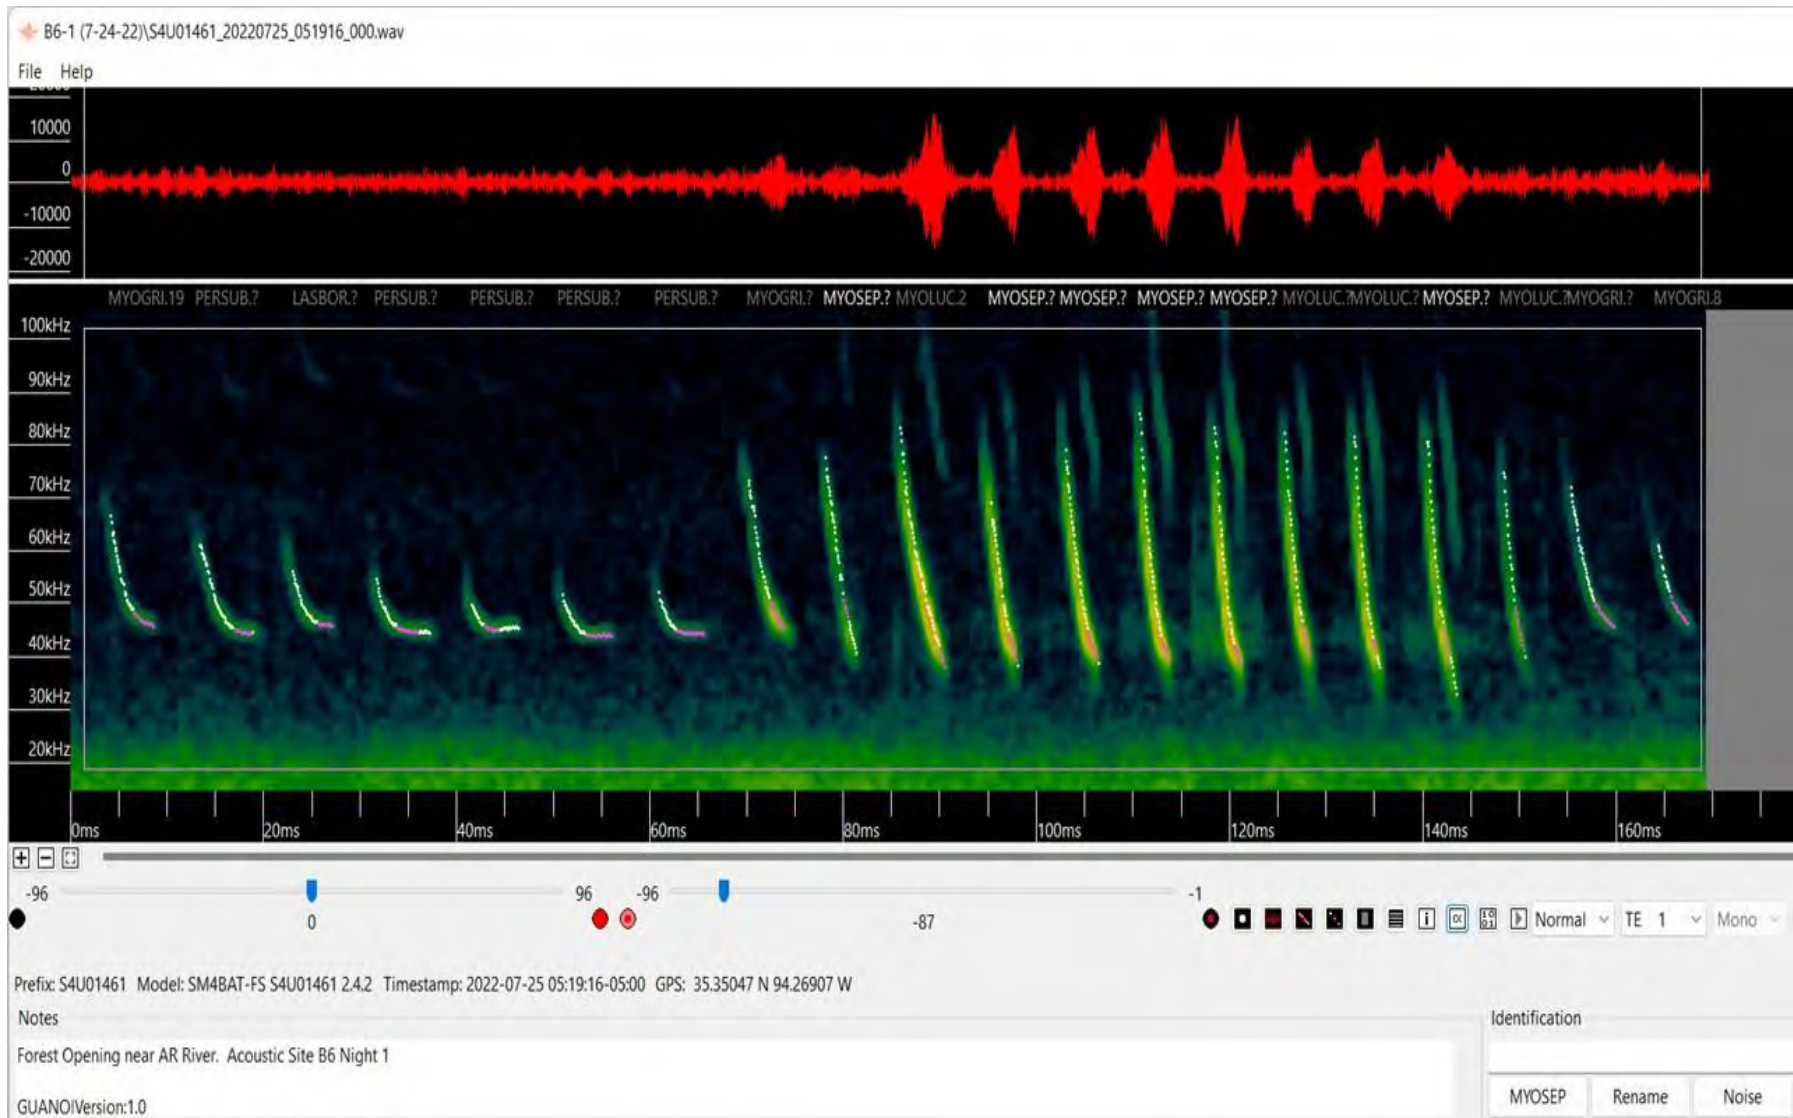 B6-1 (7-24-22)\S4U01461_20220725_051916_000.wav
File Help
20000
10000
0
-10000
-20000
MYOGRI.19 PERSUB.? LASBOR.? PERSUB.? PERSUB.? PERSUB.? PERSUB.? MYOGRI.? MYOSEP.? MYOLUC.2 MYOSEP.? MYOSEP.? MYOSEP.? MYOSEP.? MYOLUC.? MYOLUC.? MYOSEP.? MYOLUC.? MYOGRI.? MYOGRI.8
100kHz
90kHz
80kHz
70kHz
60kHz
50kHz
40kHz
30kHz
20kHz
0ms 20ms 40ms 60ms 80ms 100ms 120ms 140ms 160ms
-96 96 -96 -1
0 -87
Normal TE 1 Mono
Prefix: S4U01461 Model: SM4BAT-FS S4U01461 2.4.2 Timestamp: 2022-07-25 05:19:16-05:00 GPS: 35.35047 N 94.26907 W
Notes Identification
Forest Opening near AR River. Acoustic Site B6 Night 1
GUANO|Version:1.0
MYOSEP Rename Noise